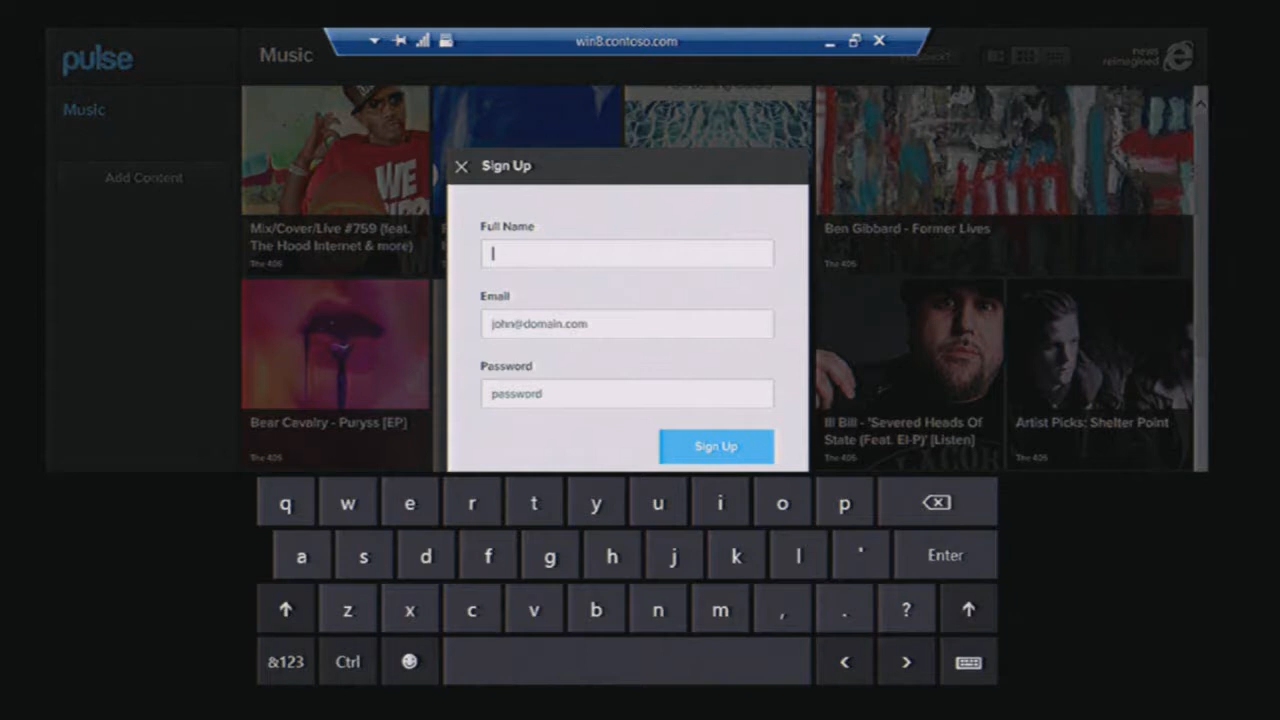 win8.contoso.com
pulse
Music
news
reimagined
Music
Add Content
WE
Mix/Cover/Live #759 (feat.
The Hood Internet & more)
The 405
Ben Gibbard - Former Lives
The 405
Bear Cavalry - Puryss [EP]
The 405
Ill Bill - 'Severed Heads Of
State (Feat. El-P)' [Listen]
The 405
Artist Picks: Shelter Point
The 405
Sign Up
Full Name
Email
john@domain.com
Password
password
Sign Up
q w e r t y u i o p
a s d f g h j k l ' Enter
z x c v b n m , . ?
&123 Ctrl < >